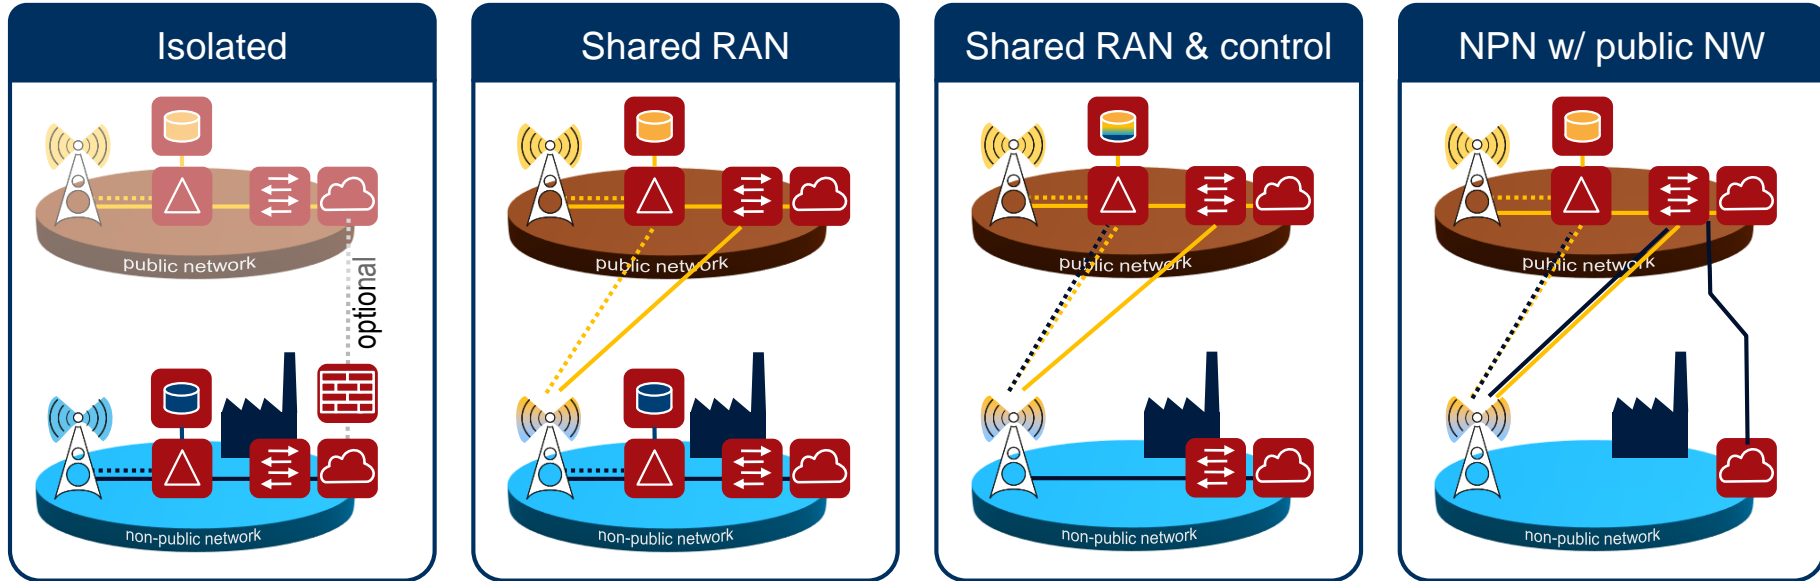 Isolated
public network
optional
non-public network
Shared RAN
public network
non-public network
Shared RAN & control
public network
non-public network
NPN w/ public NW
public network
non-public network